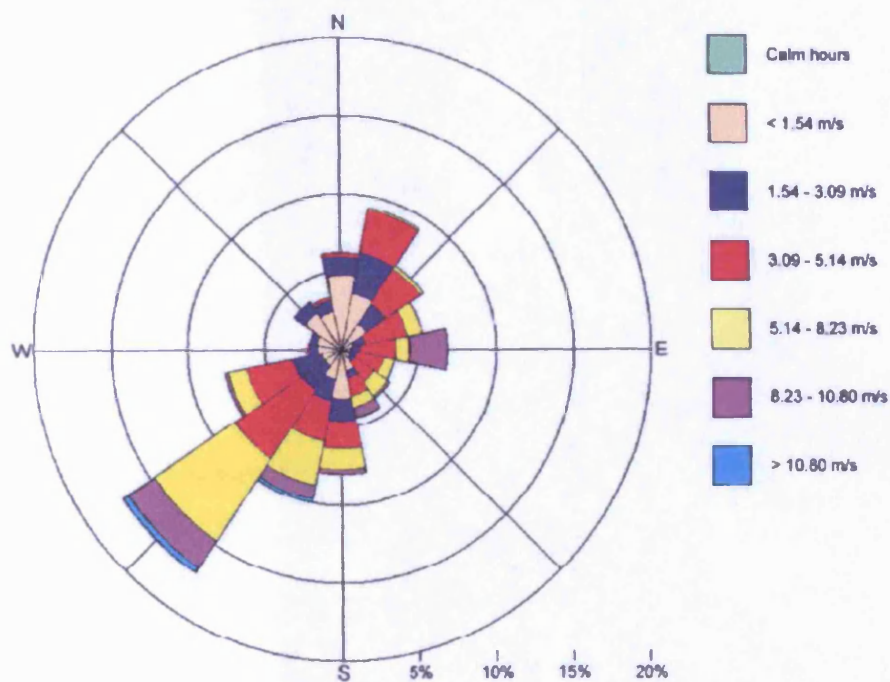 N
Calm hours
< 1.54 m/s
1.54 - 3.09 m/s
3.09 - 5.14 m/s
W
E
5.14 - 8.23 m/s
8.23 - 10.80 m/s
> 10.80 m/s
S
5%
10%
15%
20%